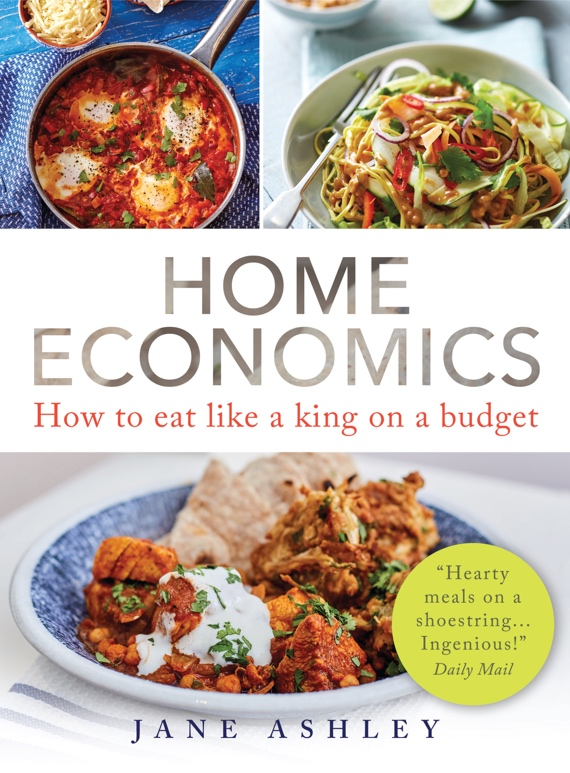 HOME
ECONOMICS
How to eat like a king on a budget
“Hearty
meals on a
shoestring...
Ingenious!”
Daily Mail
JANE ASHLEY